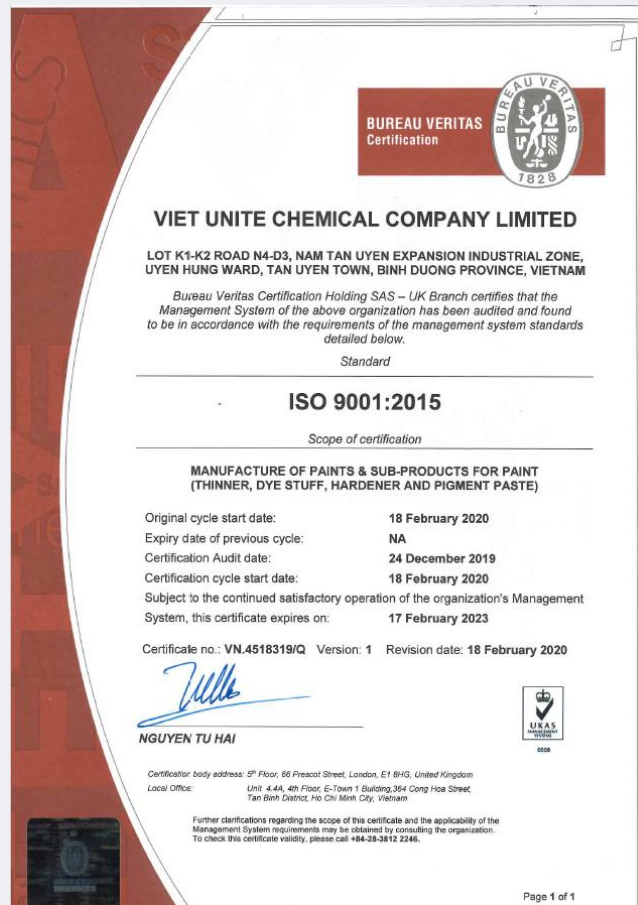 BUREAU VERITAS
Certification
BUREAU VERITAS
1828
VIET UNITE CHEMICAL COMPANY LIMITED
LOT K1-K2 ROAD N4-D3, NAM TAN UYEN EXPANSION INDUSTRIAL ZONE,
UYEN HUNG WARD, TAN UYEN TOWN, BINH DUONG PROVINCE, VIETNAM
Bureau Veritas Certification Holding SAS – UK Branch certifies that the
Management System of the above organization has been audited and found
to be in accordance with the requirements of the management system standards
detailed below.
Standard
ISO 9001:2015
Scope of certification
MANUFACTURE OF PAINTS & SUB-PRODUCTS FOR PAINT
(THINNER, DYE STUFF, HARDENER AND PIGMENT PASTE)
Original cycle start date: 18 February 2020
Expiry date of previous cycle: NA
Certification Audit date: 24 December 2019
Certification cycle start date: 18 February 2020
Subject to the continued satisfactory operation of the organization's Management
System, this certificate expires on: 17 February 2023
Certificate no.: VN.4518319/Q Version: 1 Revision date: 18 February 2020
NGUYEN TU HAI
UKAS
MANAGEMENT
SYSTEMS
0008
Certification body address: 5th Floor, 66 Prescot Street, London, E1 8HG, United Kingdom
Local Office: Unit 4.4A, 4th Floor, E-Town 1 Building,364 Cong Hoa Street,
Tan Binh District, Ho Chi Minh City, Vietnam
Further clarifications regarding the scope of this certificate and the applicability of the
Management System requirements may be obtained by consulting the organization.
To check this certificate validity, please call +84-28-3812 2246.
Page 1 of 1